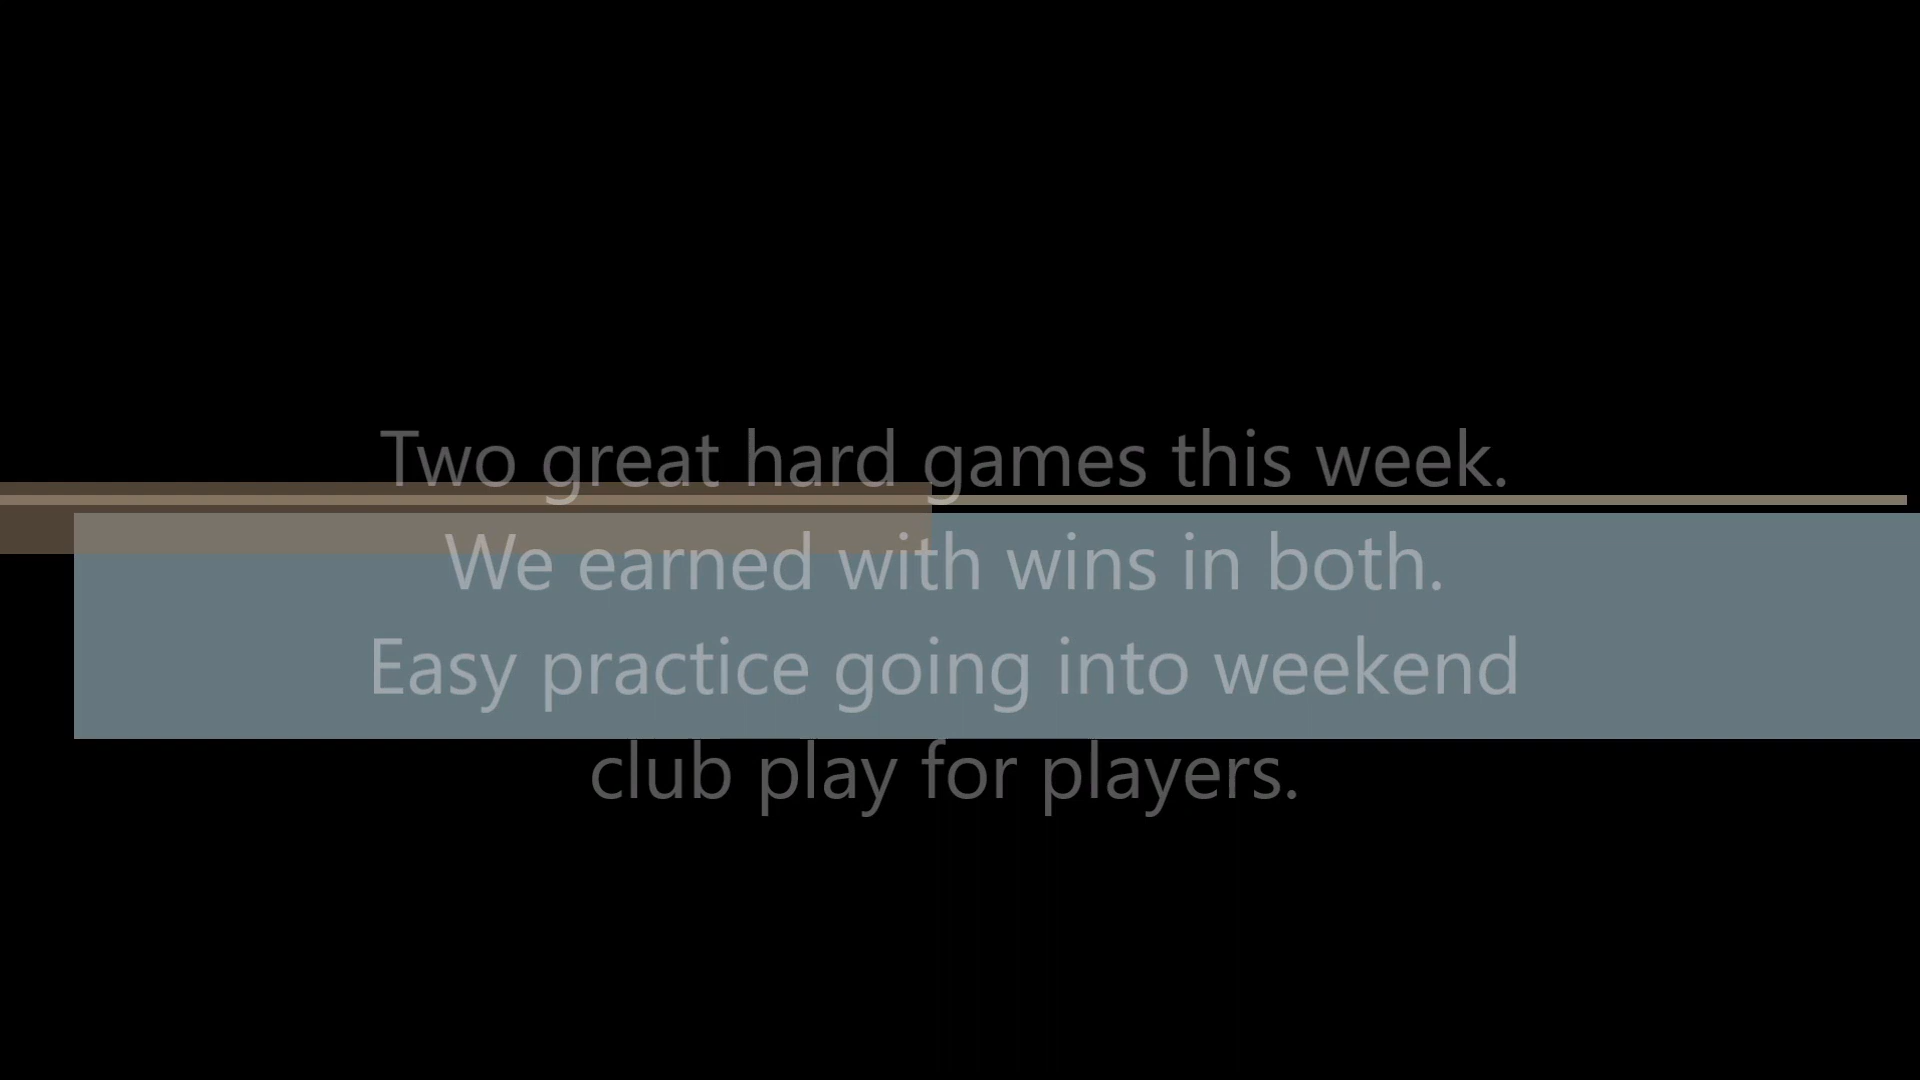 Two great hard games this week.
We earned with wins in both.
Easy practice going into weekend
club play for players.